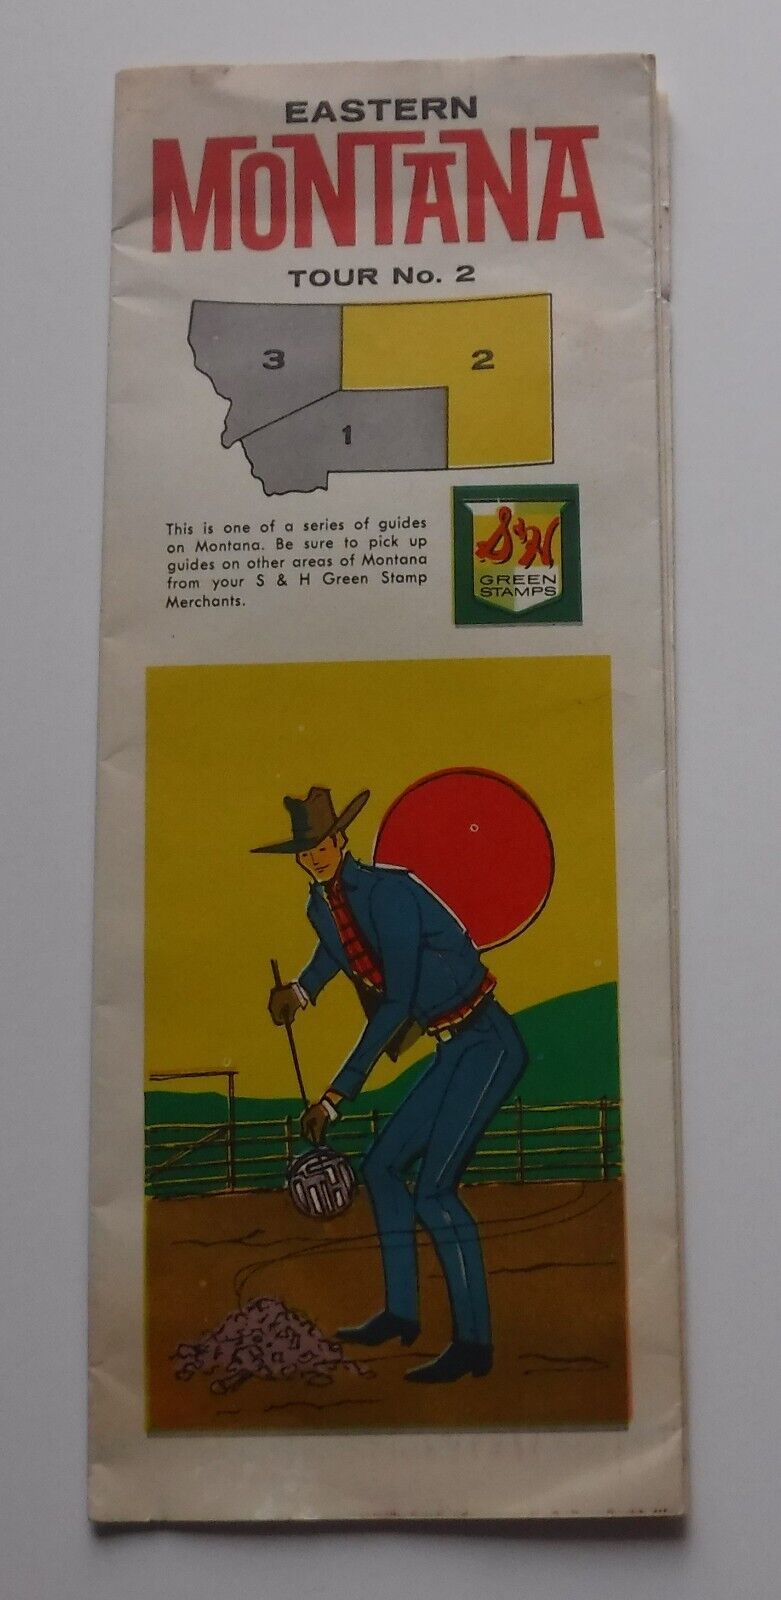 EASTERN
MONTANA
TOUR No. 2
3
2
1
This is one of a series of guides
on Montana. Be sure to pick up
guides on other areas of Montana
from your S & H Green Stamp
Merchants.
S&H
GREEN
STAMPS